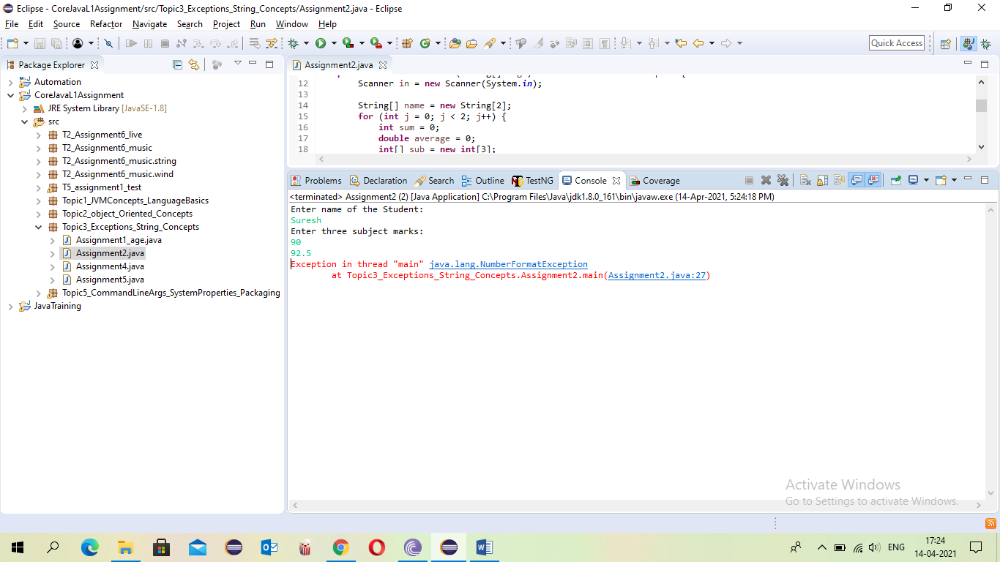 Eclipse - CoreJavaL1Assignment/src/Topic3_Exceptions_String_Concepts/Assignment2.java - Eclipse
File Edit Source Refactor Navigate Search Project Run Window Help
Quick Access
Package Explorer
Automation
CoreJavaL1Assignment
JRE System Library [JavaSE-1.8]
src
T2_Assignment6_live
T2_Assignment6_music
T2_Assignment6_music.string
T2_Assignment6_music.wind
T5_assignment1_test
Topic1_JVMConcepts_LanguageBasics
Topic2_object_Oriented_Concepts
Topic3_Exceptions_String_Concepts
Assignment1_age.java
Assignment2.java
Assignment4.java
Assignment5.java
Topic5_CommandLineArgs_SystemProperties_Packaging
JavaTraining
Assignment2.java
12 Scanner in = new Scanner(System.in);
13
14 String[] name = new String[2];
15 for (int j = 0; j < 2; j++) {
16 int sum = 0;
17 double average = 0;
18 int[] sub = new int[3];
Problems Declaration Search Outline TestNG Console Coverage
<terminated> Assignment2 (2) [Java Application] C:\Program Files\Java\jdk1.8.0_161\bin\javaw.exe (14-Apr-2021, 5:24:18 PM)
Enter name of the Student:
Suresh
Enter three subject marks:
90
92.5
Exception in thread "main" java.lang.NumberFormatException
at Topic3_Exceptions_String_Concepts.Assignment2.main(Assignment2.java:27)
Activate Windows
Go to Settings to activate Windows.
ENG
17:24
14-04-2021